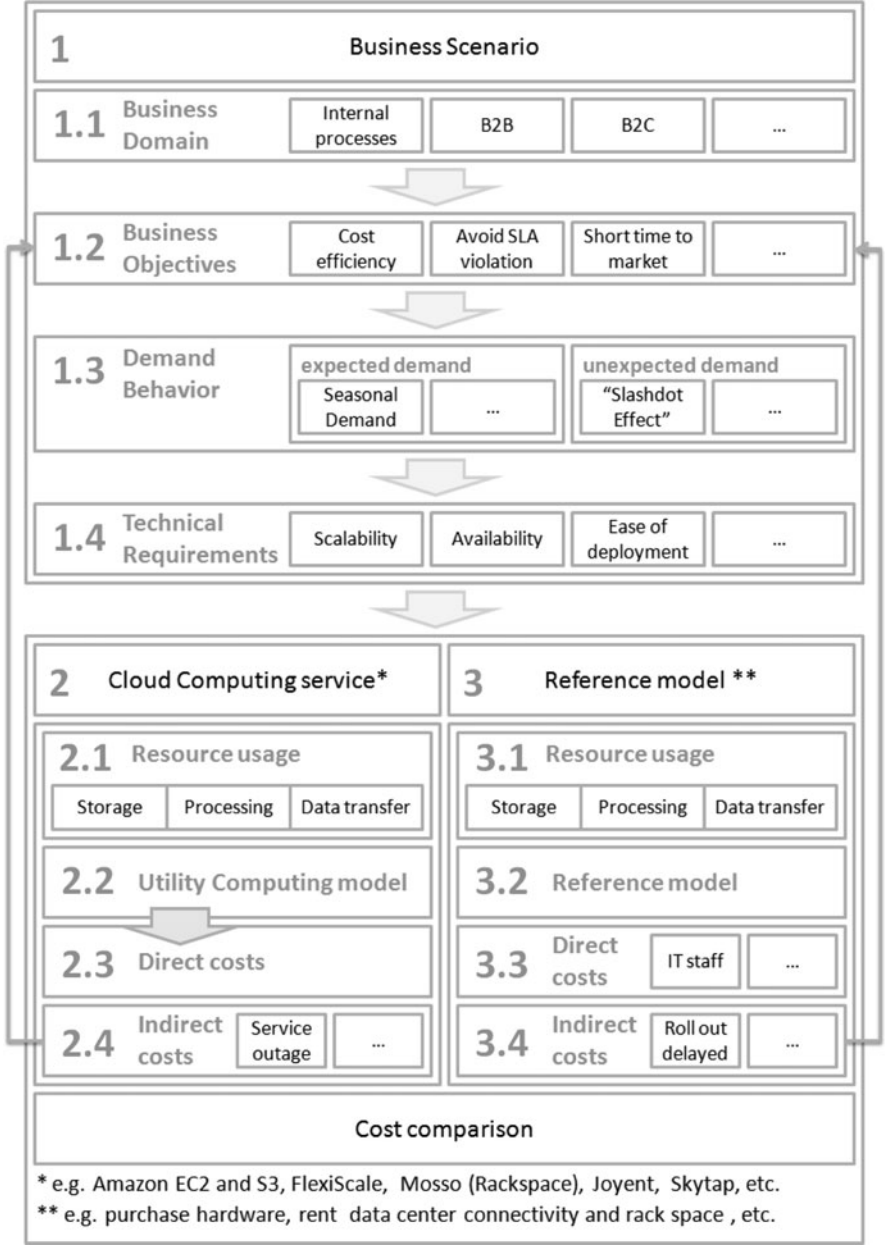 1 Business Scenario
1.1 Business
Domain
Internal
processes
B2B
B2C
...
1.2 Business
Objectives
Cost
efficiency
Avoid SLA
violation
Short time to
market
...
1.3 Demand
Behavior
expected demand
Seasonal
Demand
...
unexpected demand
“Slashdot
Effect”
...
1.4 Technical
Requirements
Scalability
Availability
Ease of
deployment
...
2 Cloud Computing service*
2.1 Resource usage
Storage
Processing
Data transfer
2.2 Utility Computing model
2.3 Direct costs
2.4 Indirect
costs
Service
outage
...
3 Reference model **
3.1 Resource usage
Storage
Processing
Data transfer
3.2 Reference model
3.3 Direct
costs
IT staff
...
3.4 Indirect
costs
Roll out
delayed
...
Cost comparison
* e.g. Amazon EC2 and S3, FlexiScale, Mosso (Rackspace), Joyent, Skytap, etc.
** e.g. purchase hardware, rent data center connectivity and rack space , etc.